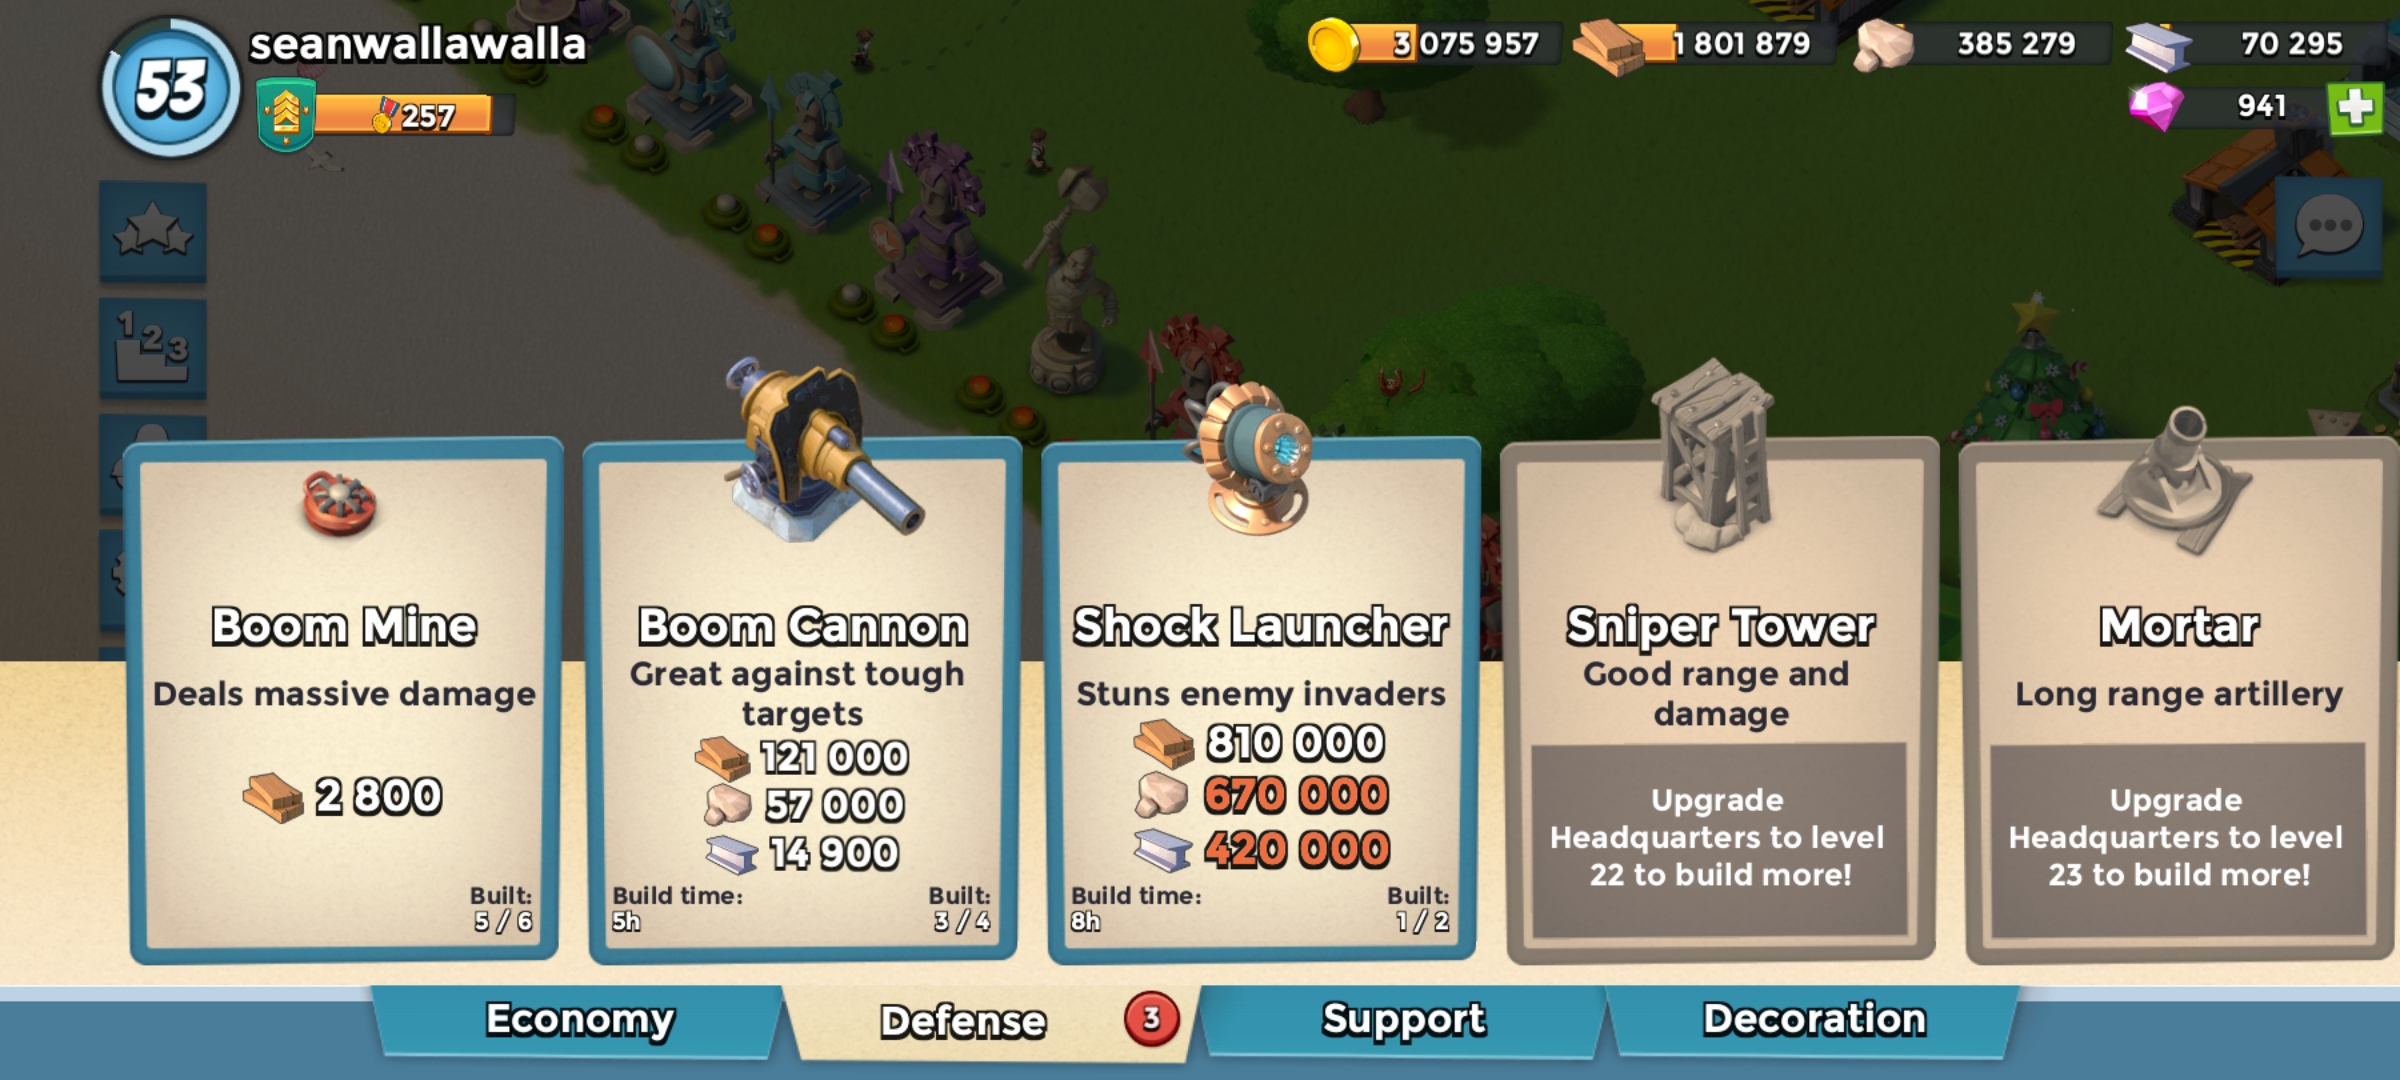 53
seanwallawalla
257
3 075 957
1 801 879
385 279
70 295
941
1 2 3
Boom Mine
Deals massive damage
2 800
Built:
5 / 6
Boom Cannon
Great against tough
targets
121 000
57 000
14 900
Build time:
5h
Built:
3 / 4
Shock Launcher
Stuns enemy invaders
810 000
670 000
420 000
Build time:
8h
Built:
1 / 2
Sniper Tower
Good range and
damage
Upgrade
Headquarters to level
22 to build more!
Mortar
Long range artillery
Upgrade
Headquarters to level
23 to build more!
Economy
Defense
3
Support
Decoration